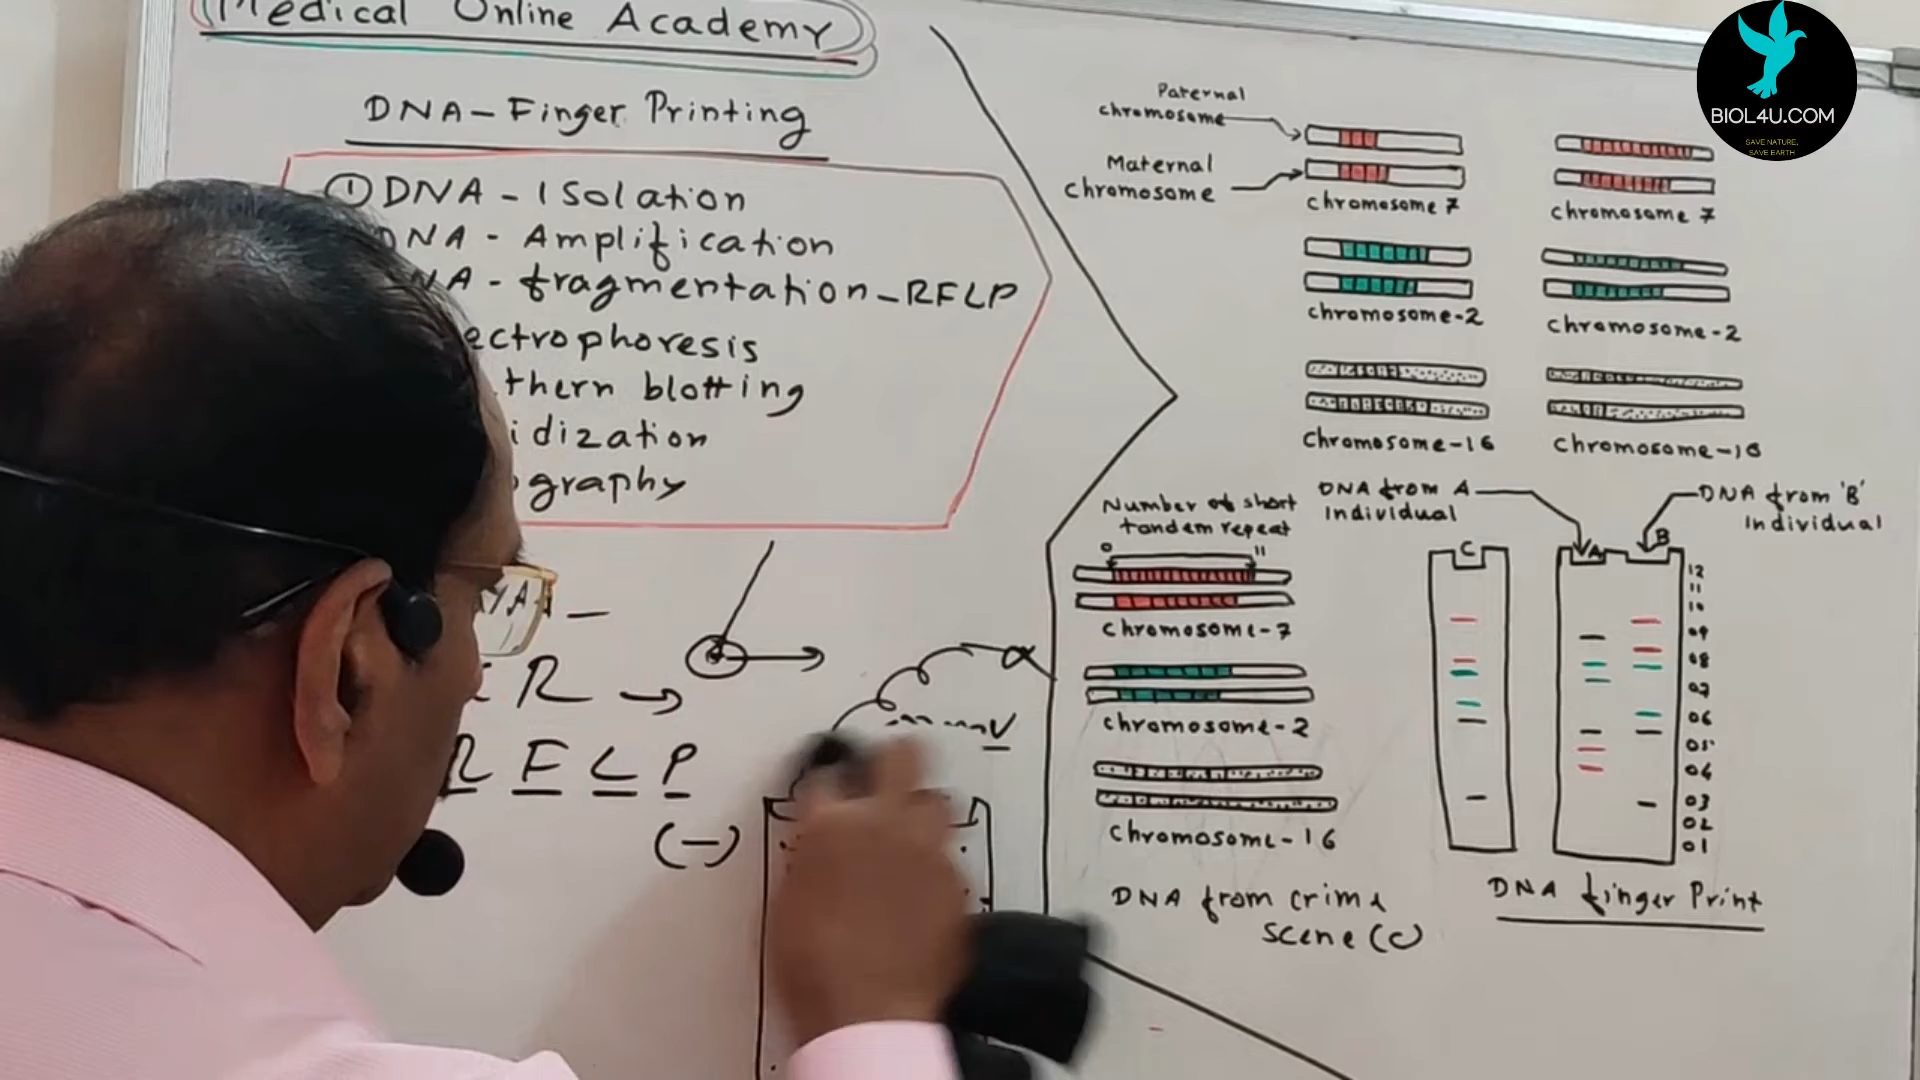 Medical Online Academy
DNA-Finger Printing
① DNA - Isolation
DNA - Amplification
A - fragmentation - RFLP
ectrophoresis
thern blotting
idization
ography
R →
R F L P
(-)
Paternal
chromosome
Maternal
chromosome
chromosome 7
chromosome 7
chromosome-2
chromosome-2
chromosome-16
chromosome-16
Number of short
tandem repeat
0 11
chromosome-7
chromosome-2
chromosome-16
DNA from crime
scene (C)
DNA from A
individual
DNA from 'B'
individual
C
A
B
12
11
10
09
08
07
06
05
04
03
02
01
DNA finger Print
BIOL4U.COM
SAVE NATURE,
SAVE EARTH